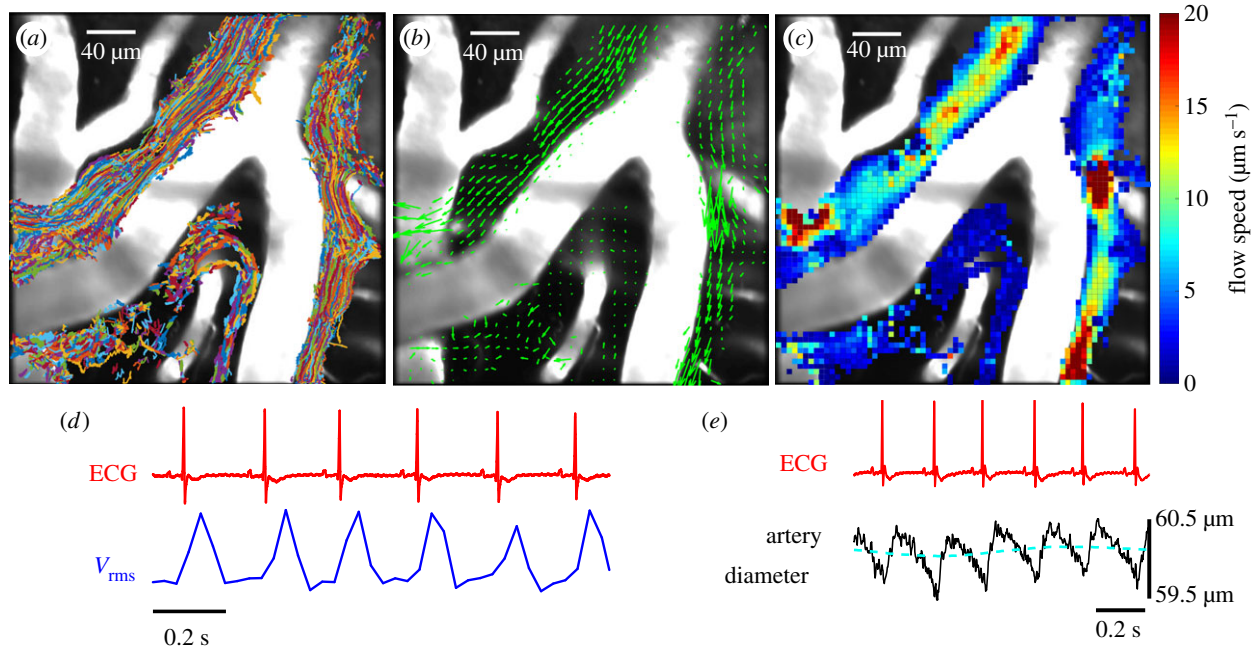 (a)
40 µm
(b)
40 µm
(c)
40 µm
20
15
10
5
0
flow speed (µm s⁻¹)
(d)
ECG
Vrms
0.2 s
(e)
ECG
artery
diameter
60.5 µm
59.5 µm
0.2 s